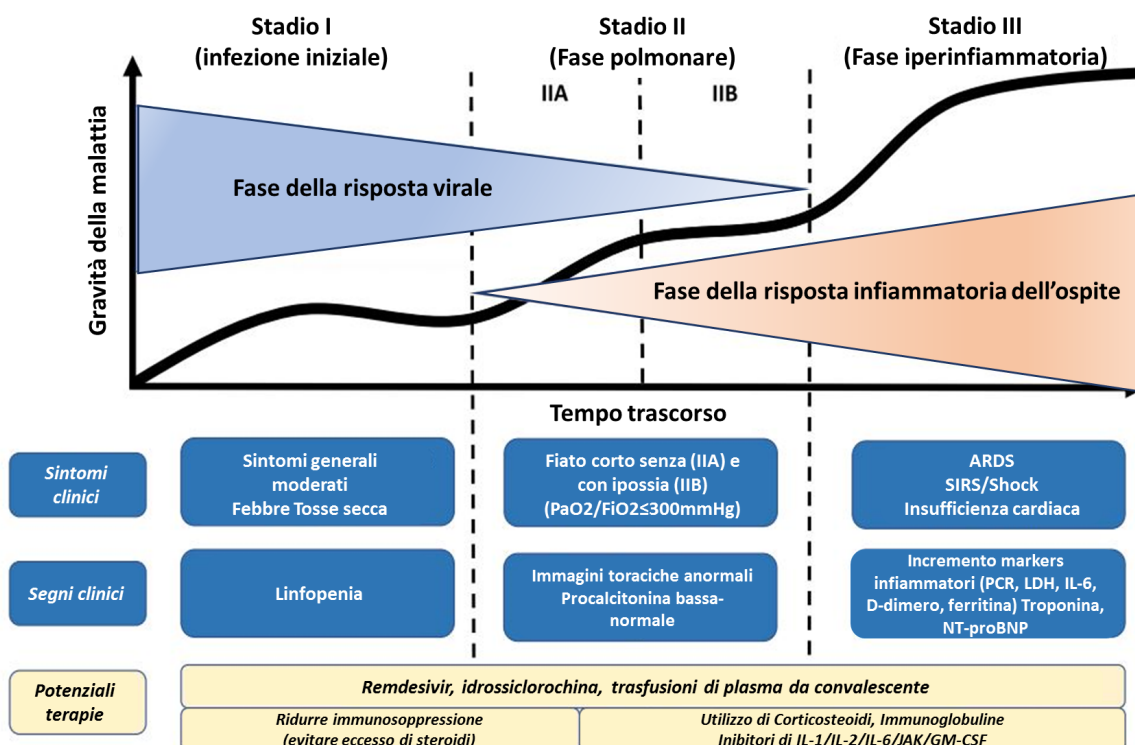 Stadio I
(infezione iniziale)
Stadio II
(Fase polmonare)
Stadio III
(Fase iperinfiammatoria)
IIA
IIB
Gravità della malattia
Fase della risposta virale
Fase della risposta infiammatoria dell'ospite
Tempo trascorso
Sintomi
clinici
Sintomi generali
moderati
Febbre Tosse secca
Fiato corto senza (IIA) e
con ipossia (IIB)
(PaO2/FiO2≤300mmHg)
ARDS
SIRS/Shock
Insufficienza cardiaca
Segni clinici
Linfopenia
Immagini toraciche anormali
Procalcitonina bassa-
normale
Incremento markers
infiammatori (PCR, LDH, IL-6,
D-dimero, ferritina) Troponina,
NT-proBNP
Potenziali
terapie
Remdesivir, idrossiclorochina, trasfusioni di plasma da convalescente
Ridurre immunosoppressione
(evitare eccesso di steroidi)
Utilizzo di Corticosteoidi, Immunoglobuline
Inibitori di IL-1/IL-2/IL-6/JAK/GM-CSF